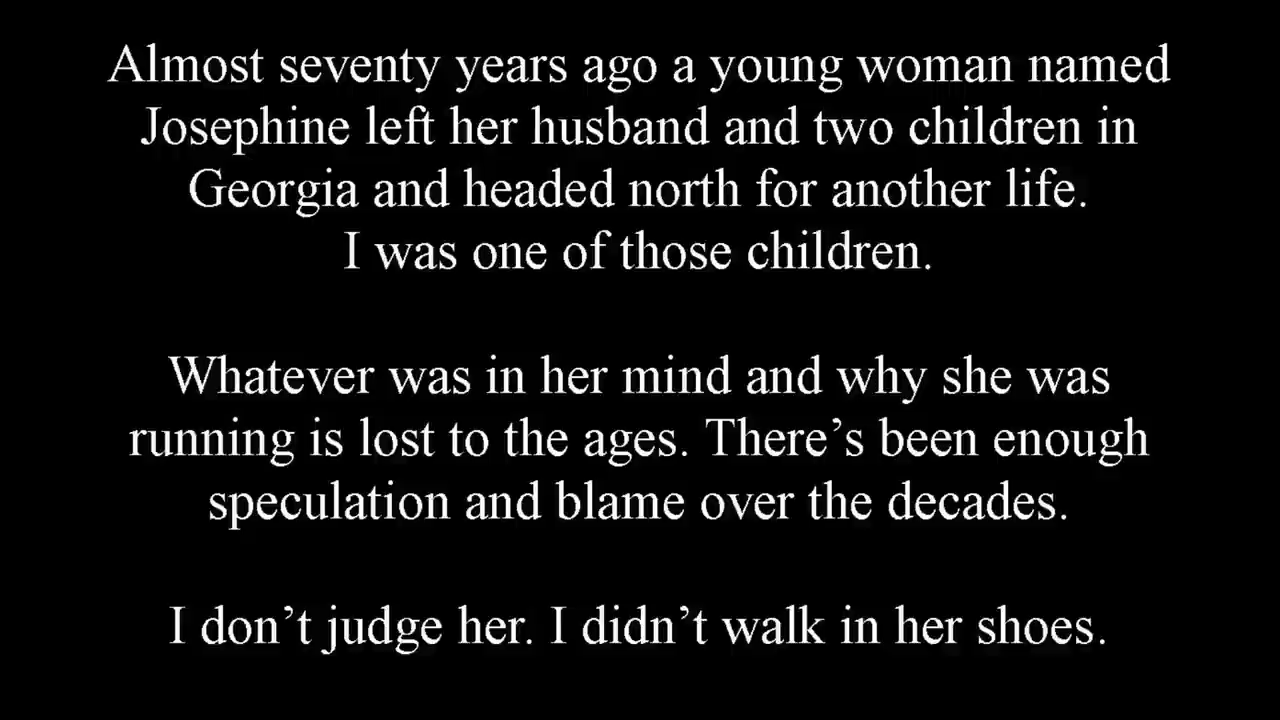 Almost seventy years ago a young woman named
Josephine left her husband and two children in
Georgia and headed north for another life.
I was one of those children.
Whatever was in her mind and why she was
running is lost to the ages. There’s been enough
speculation and blame over the decades.
I don’t judge her. I didn’t walk in her shoes.